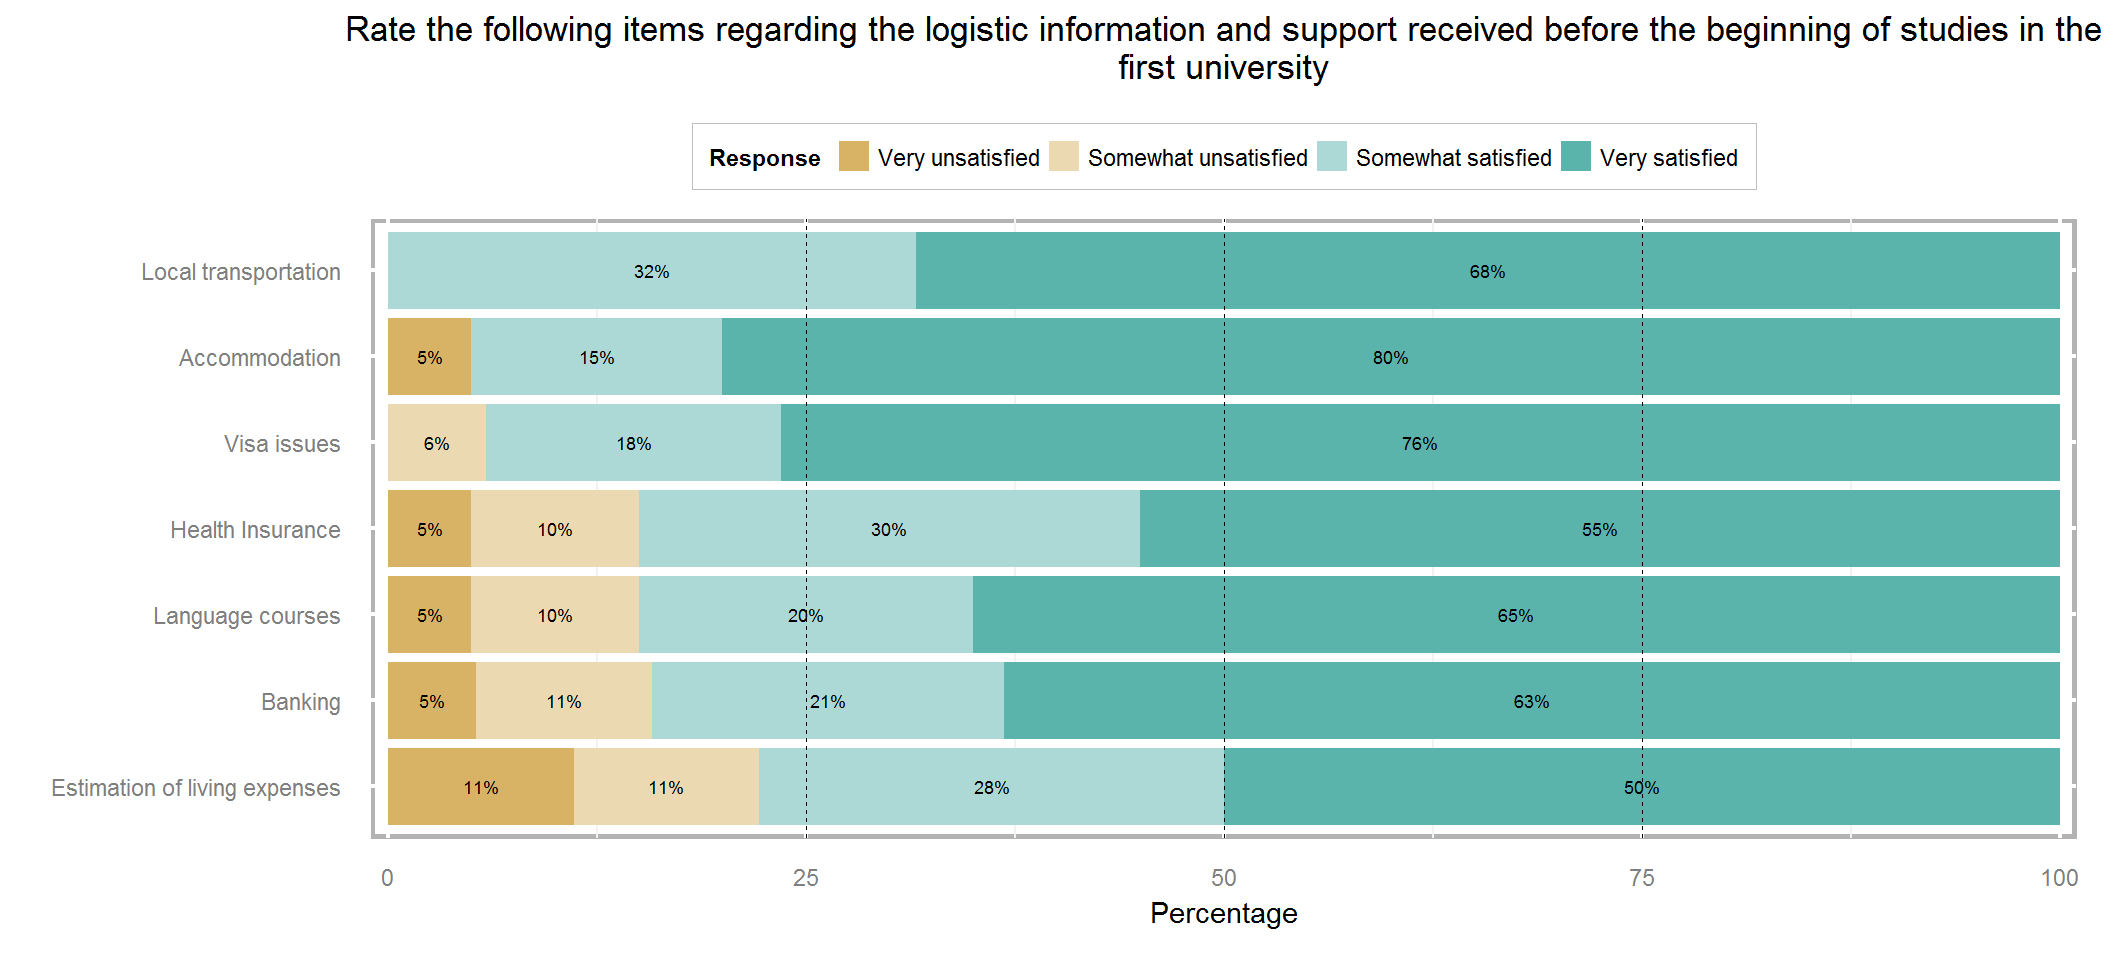 Rate the following items regarding the logistic information and support received before the beginning of studies in the
first university
Response Very unsatisfied Somewhat unsatisfied Somewhat satisfied Very satisfied
Local transportation 32% 68%
Accommodation 5% 15% 80%
Visa issues 6% 18% 76%
Health Insurance 5% 10% 30% 55%
Language courses 5% 10% 20% 65%
Banking 5% 11% 21% 63%
Estimation of living expenses 11% 11% 28% 50%
0 25 50 75 100
Percentage